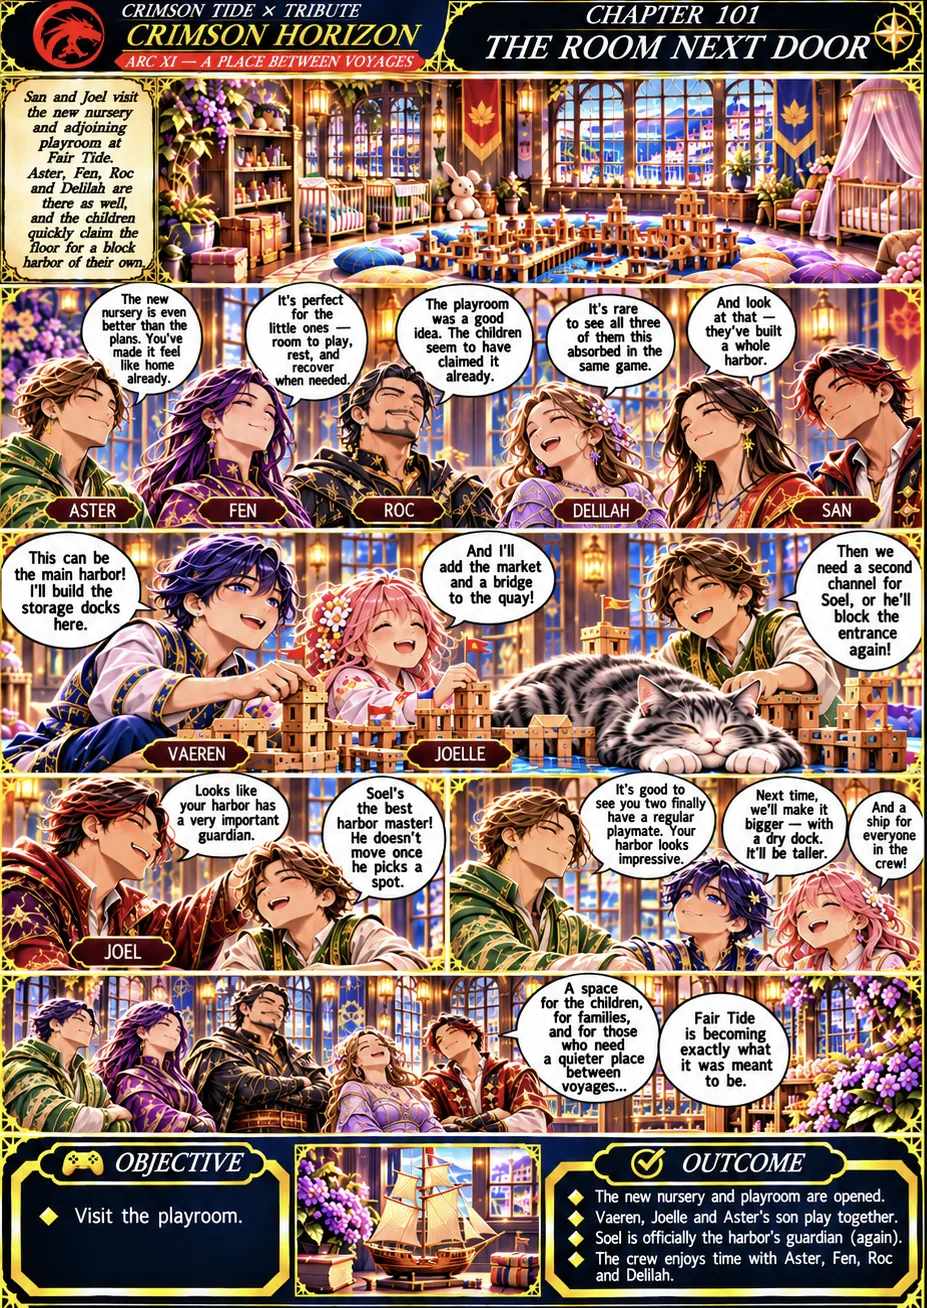 CRIMSON TIDE × TRIBUTE
CRIMSON HORIZON
ARC XI — A PLACE BETWEEN VOYAGES
CHAPTER 101
THE ROOM NEXT DOOR
San and Joel visit
the new nursery
and adjoining
playroom at
Fair Tide.
Aster, Fen, Roc
and Delilah are
there as well,
and the children
quickly claim the
floor for a block
harbor of their own.
The new
nursery is even
better than the
plans. You've
made it feel
like home
already.
It's perfect
for the
little ones —
room to play,
rest, and
recover
when needed.
The playroom
was a good
idea. The children
seem to have
claimed it
already.
It's rare
to see all three
of them this
absorbed in the
same game.
And look
at that —
they've built
a whole
harbor.
ASTER
FEN
ROC
DELILAH
SAN
This can be
the main harbor!
I'll build the
storage docks
here.
And I'll
add the market
and a bridge
to the quay!
Then we
need a second
channel for
Soel, or he'll
block the
entrance
again!
VAEREN
JOELLE
Looks like
your harbor has
a very important
guardian.
Soel's
the best
harbor master!
He doesn't
move once
he picks a
spot.
JOEL
It's good to
see you two finally
have a regular
playmate. Your
harbor looks
impressive.
Next time,
we'll make it
bigger — with
a dry dock.
It'll be taller.
And a
ship for
everyone
in the
crew!
A space
for the children,
for families,
and for those
who need
a quieter place
between
voyages...
Fair Tide
is becoming
exactly what
it was meant
to be.
OBJECTIVE
Visit the playroom.
OUTCOME
The new nursery and playroom are opened.
Vaeren, Joelle and Aster's son play together.
Soel is officially the harbor's guardian (again).
The crew enjoys time with Aster, Fen, Roc
and Delilah.